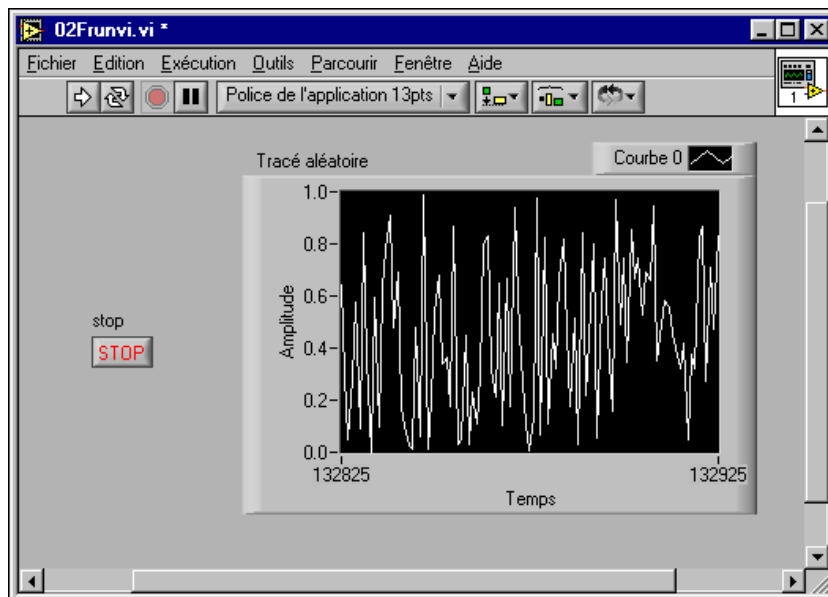 02Frunvi.vi *
Fichier Edition Exécution Outils Parcourir Fenêtre Aide
Police de l'application 13pts
1
Tracé aléatoire
Courbe 0
1.0
0.8
0.6
0.4
0.2
0.0
Amplitude
132825
132925
Temps
stop
STOP